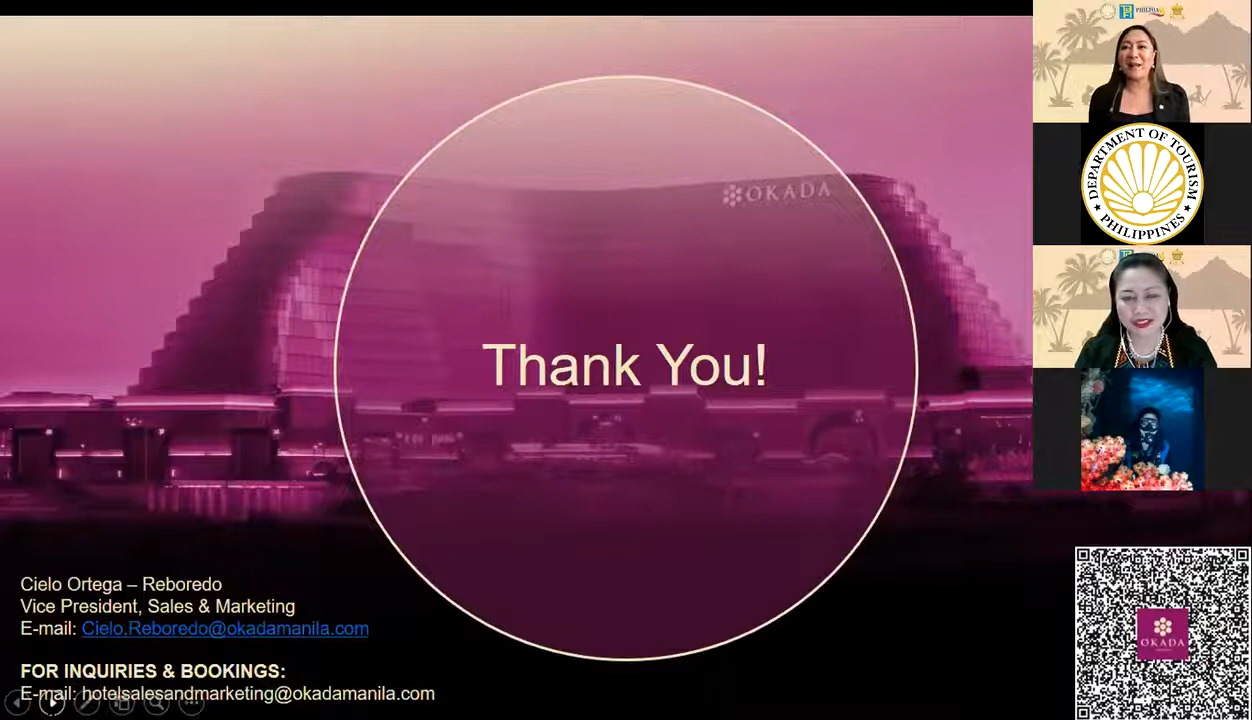 OKADA
Thank You!
Cielo Ortega – Reboredo
Vice President, Sales & Marketing
E-mail: Cielo.Reboredo@okadamanila.com
FOR INQUIRIES & BOOKINGS:
E-mail: hotelsalesandmarketing@okadamanila.com
PHILTOA
DEPARTMENT OF TOURISM
PHILIPPINES
OKADA